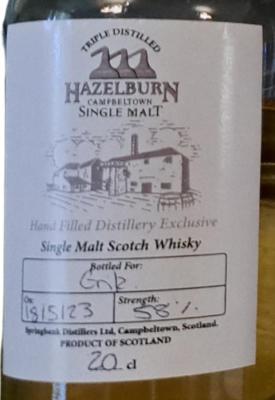 TRIPLE DISTILLED
HAZELBURN
CAMPBELTOWN
SINGLE MALT
Hand Filled Distillery Exclusive
Single Malt Scotch Whisky
Bottled For:
On: Strength:
18/5/23 58%
Springbank Distillers Ltd, Campbeltown, Scotland.
PRODUCT OF SCOTLAND
20 cl